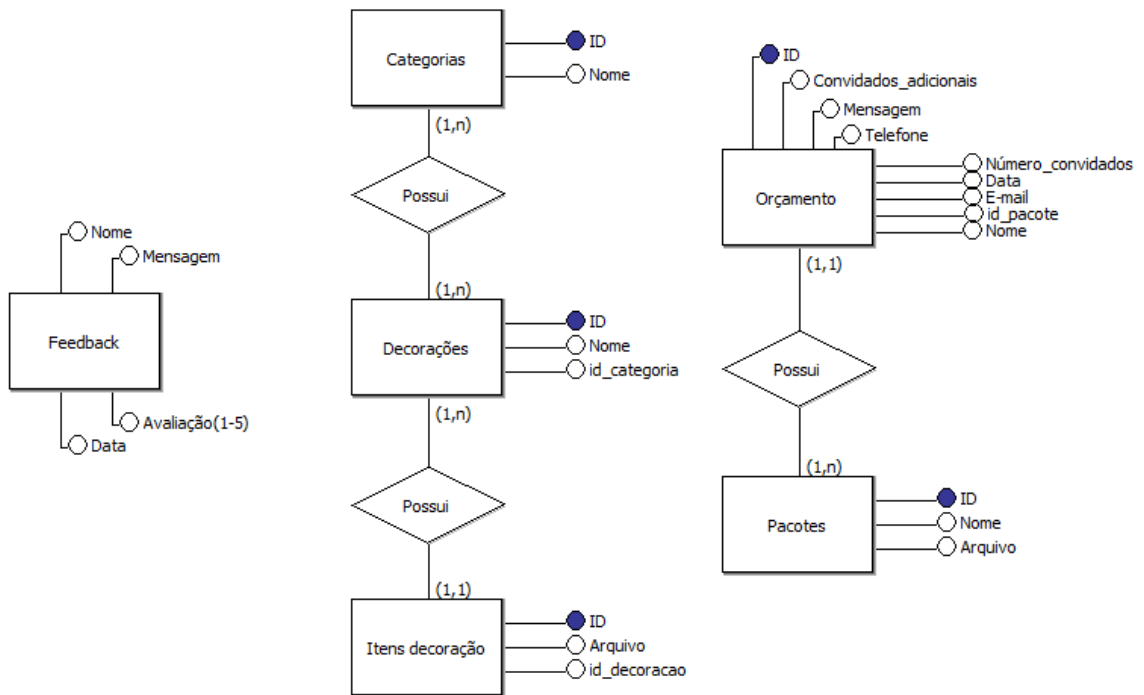 Categorias
ID
Nome
(1,n)
Possui
(1,n)
Decorações
ID
Nome
id_categoria
(1,n)
Possui
(1,1)
Itens decoração
ID
Arquivo
id_decoracao
Nome
Mensagem
Feedback
Avaliação(1-5)
Data
ID
Convidados_adicionais
Mensagem
Telefone
Orçamento
Número_convidados
Data
E-mail
id_pacote
Nome
(1,1)
Possui
(1,n)
Pacotes
ID
Nome
Arquivo